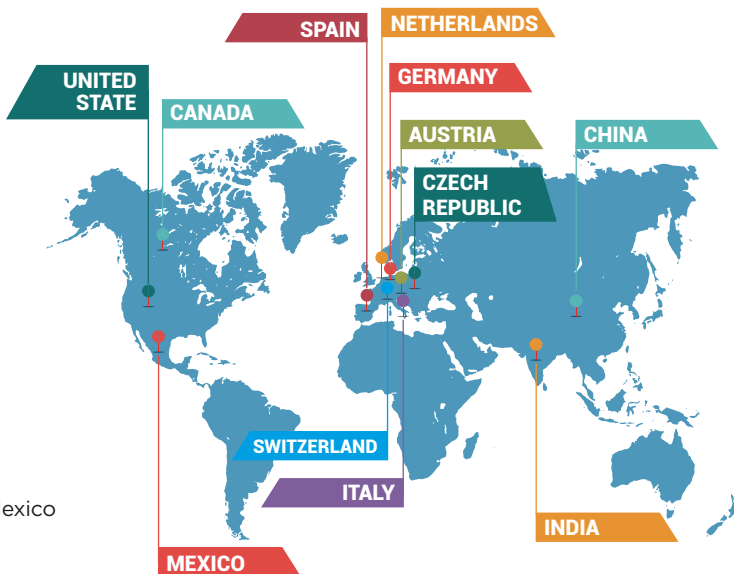 SPAIN
NETHERLANDS
UNITED
STATE
GERMANY
CANADA
AUSTRIA
CHINA
CZECH
REPUBLIC
SWITZERLAND
ITALY
exico
INDIA
MEXICO